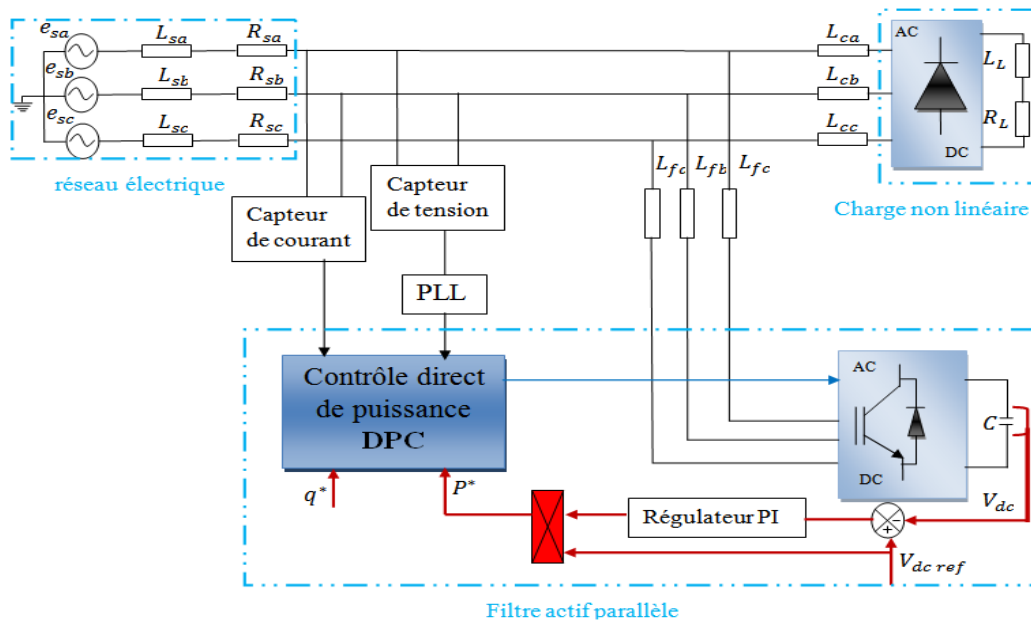 e_sa L_sa R_sa
e_sb L_sb R_sb
e_sc L_sc R_sc
réseau électrique
L_ca
L_cb
L_cc
AC
DC
L_L
R_L
Charge non linéaire
Capteur
de courant
Capteur
de tension
PLL
L_fc L_fb L_fc
Contrôle direct
de puissance
DPC
q*
P*
AC
DC
C
V_dc
Régulateur PI
-
+
V_dc ref
Filtre actif parallèle